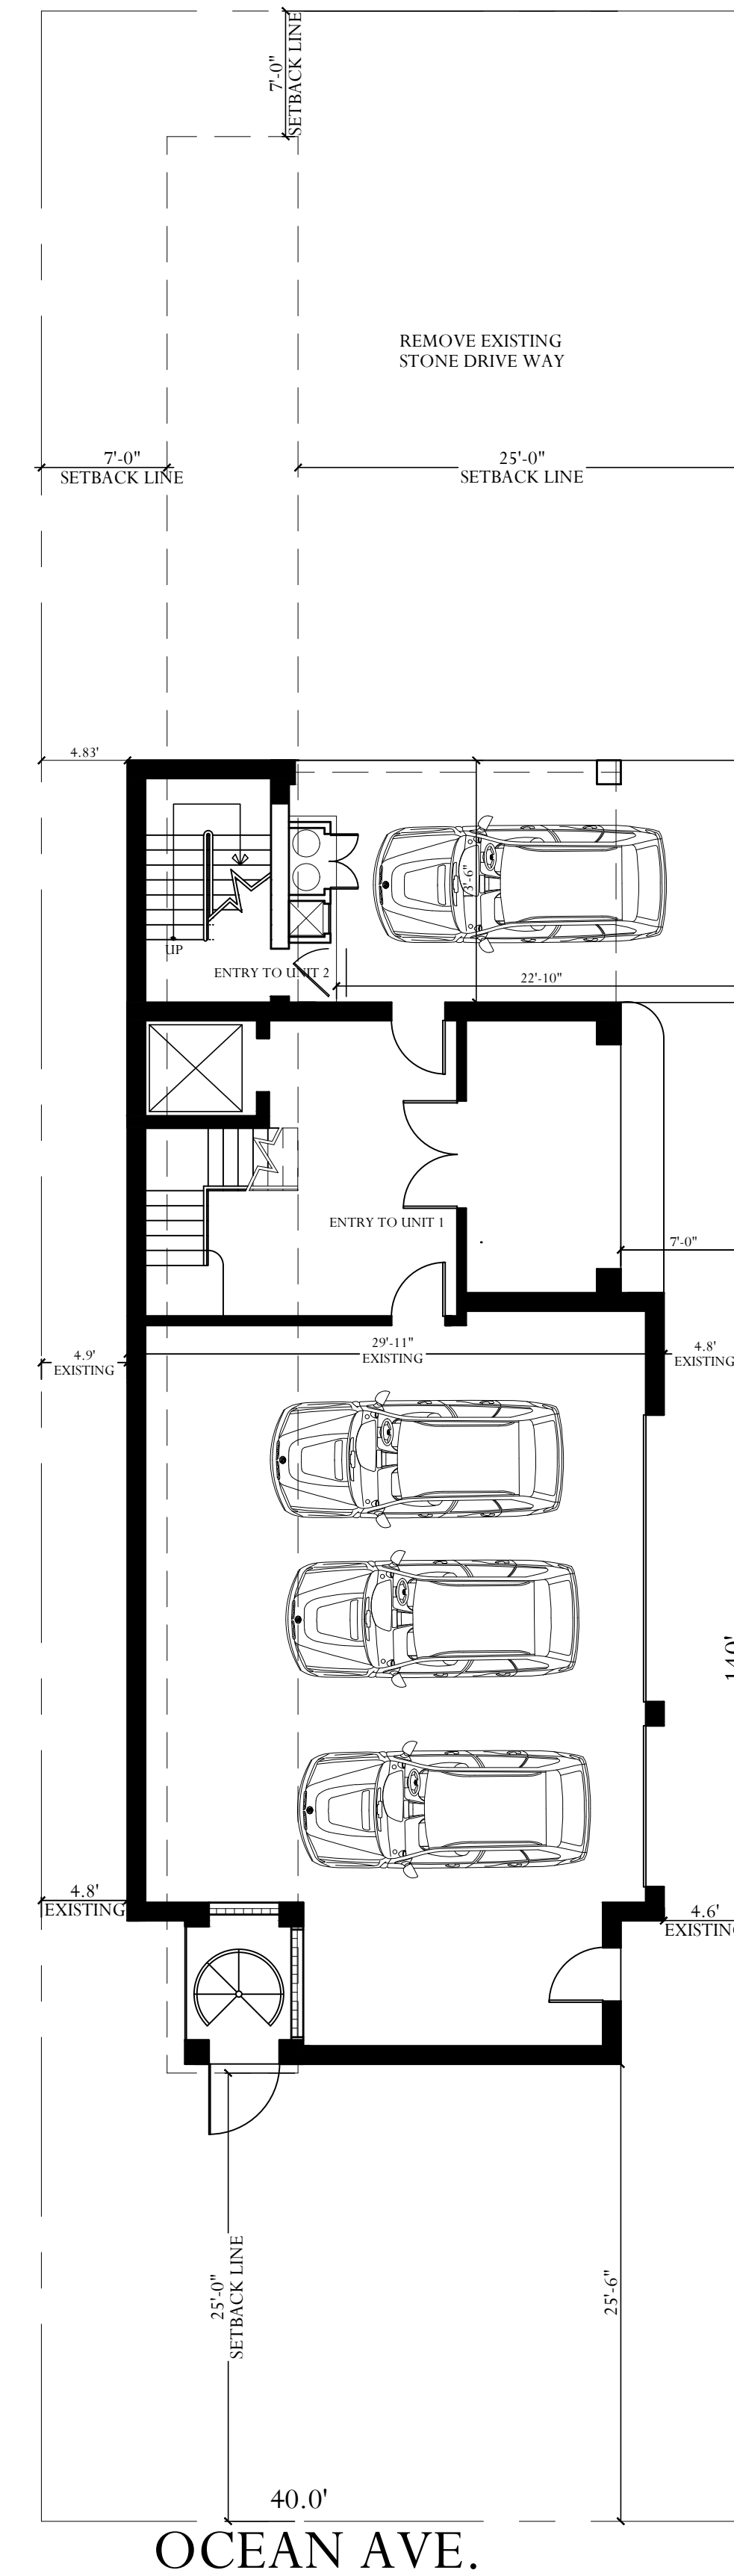 7'-0"
SETBACK LINE
REMOVE EXISTING
STONE DRIVE WAY
7'-0"
SETBACK LINE
25'-0"
SETBACK LINE
4.83'
UP
ENTRY TO UNIT 2
22'-10"
ENTRY TO UNIT 1
7'-0"
29'-11"
EXISTING
4.9'
EXISTING
4.8'
EXISTING
140'
4.8'
EXISTING
4.6'
EXISTING
25'-0"
SETBACK LINE
25'-6"
40.0'
OCEAN AVE.